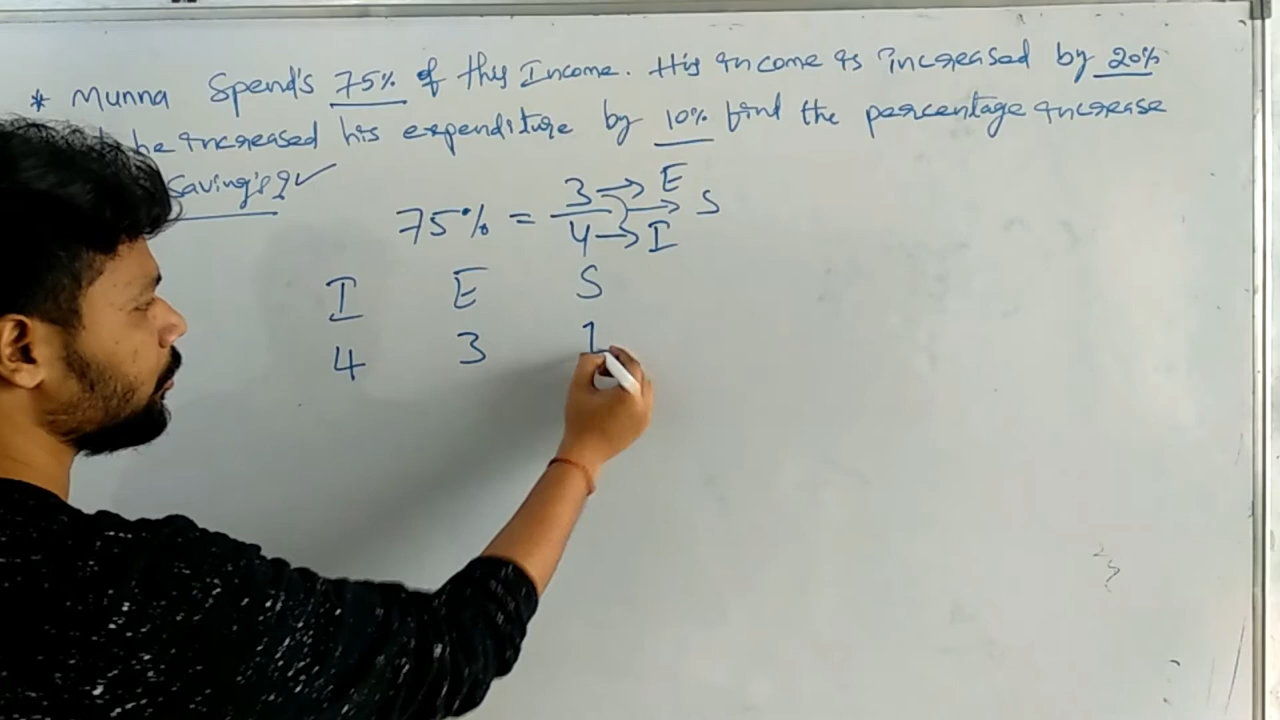 * Munna Spend's 75% of this Income. His income is increased by 20%
he increased his expenditure by 10% find the percentage increase
Saving's?
75% = 3/4 → E → S → I
I E S
4 3 1